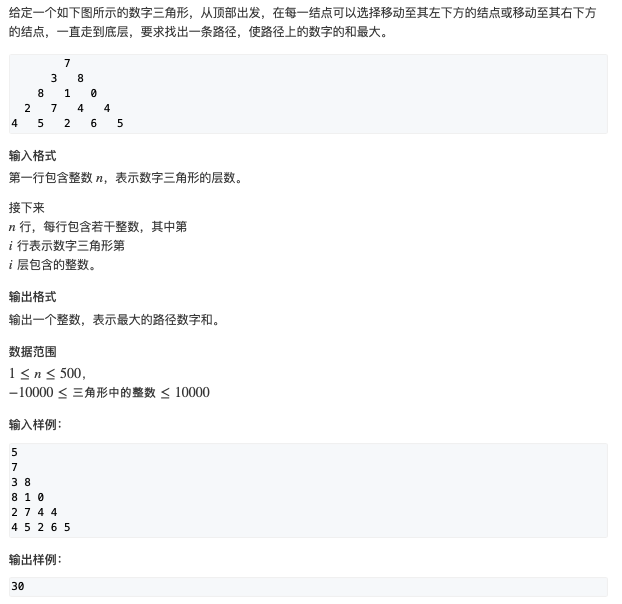 给定一个如下图所示的数字三角形，从顶部出发，在每一结点可以选择移动至其左下方的结点或移动至其右下方
的结点，一直走到底层，要求找出一条路径，使路径上的数字的和最大。
7
3 8
8 1 0
2 7 4 4
4 5 2 6 5
输入格式
第一行包含整数 n，表示数字三角形的层数。
接下来
n 行，每行包含若干整数，其中第
i 行表示数字三角形第
i 层包含的整数。
输出格式
输出一个整数，表示最大的路径数字和。
数据范围
1 ≤ n ≤ 500,
−10000 ≤ 三角形中的整数 ≤ 10000
输入样例：
5
7
3 8
8 1 0
2 7 4 4
4 5 2 6 5
输出样例：
30